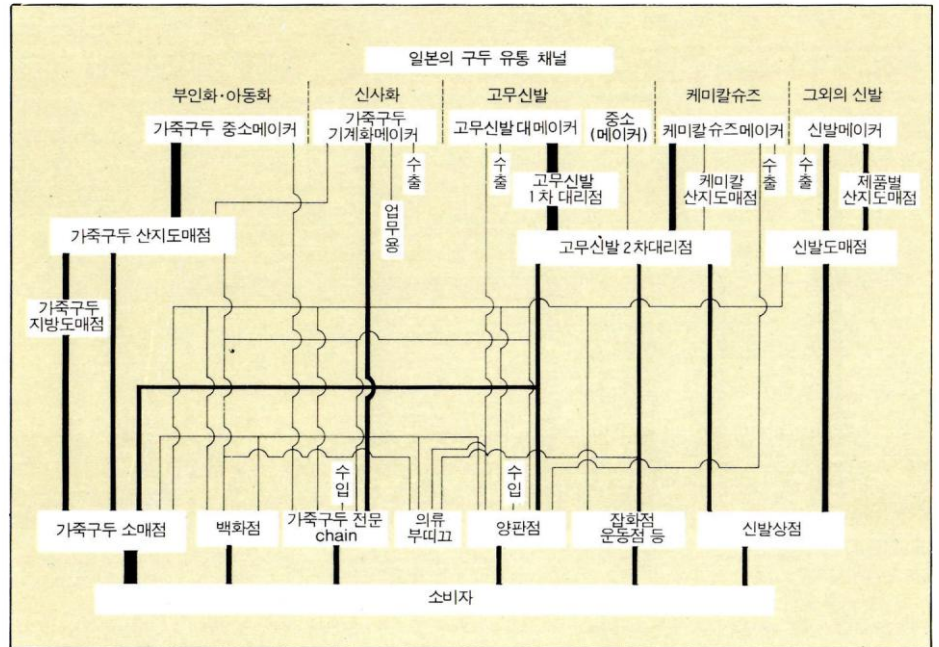 일본의 구두 유통 채널
부인화·아동화
신사화
고무신발
케미칼슈즈
그외의 신발
가죽구두 중소메이커
가죽구두
기계화메이커
고무신발대메이커
중소
(메이커)
케미칼슈즈메이커
신발메이커
수출
수출
수출
수출
업무용
고무신발
1차 대리점
케미칼
산지도매점
제품별
산지도매점
가죽구두 산지도매점
고무신발 2차대리점
신발도매점
가죽구두
지방도매점
수입
수입
가죽구두 소매점
백화점
가죽구두 전문
chain
의류
부띠끄
양판점
잡화점
운동점 등
신발상점
소비자